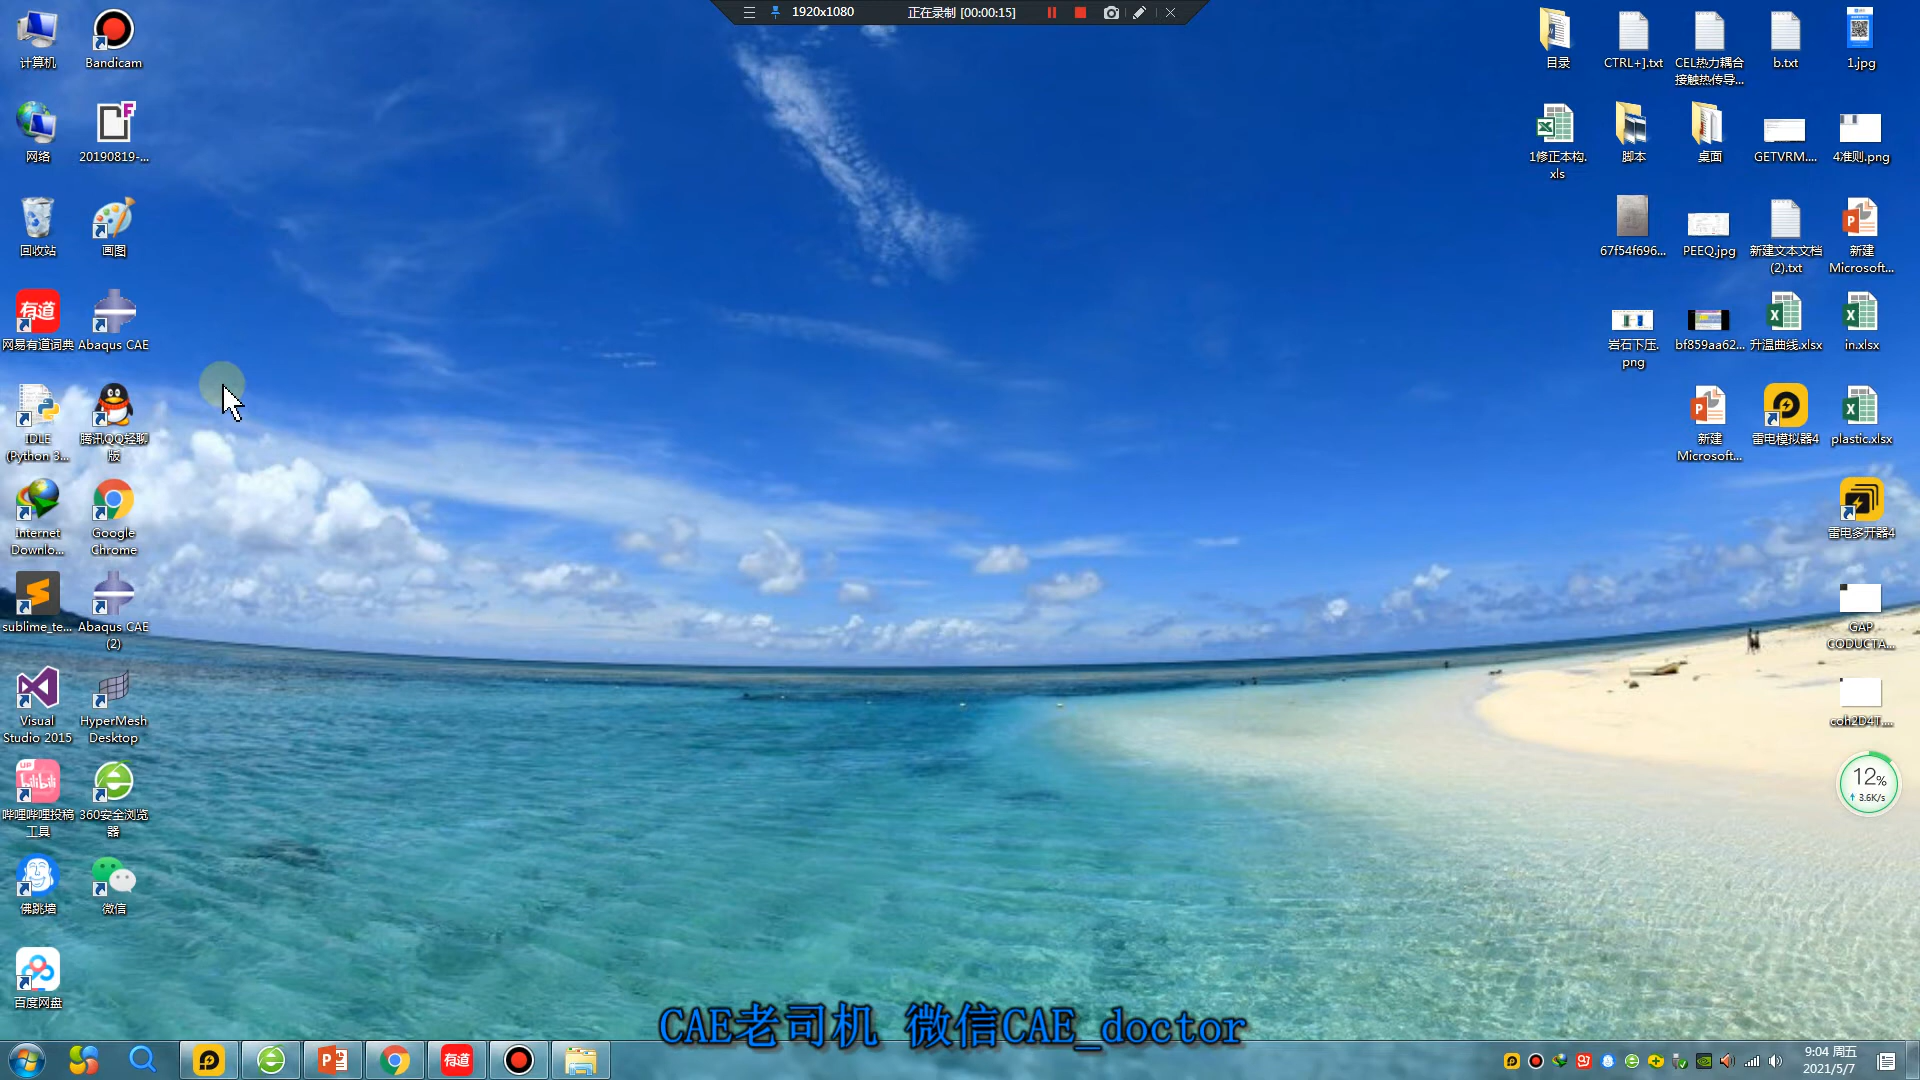 1920x1080
正在录制 [00:00:15]
计算机
Bandicam
网络
20190819-...
回收站
画图
有道
网易有道词典
Abaqus CAE
IDLE
(Python 3...
腾讯QQ轻聊
版
Internet
Downlo...
Google
Chrome
sublime_te...
Abaqus CAE
(2)
Visual
Studio 2015
HyperMesh
Desktop
UP
bilibili
哔哩哔哩投稿
工具
360安全浏览
器
佛跳墙
微信
百度网盘
目录
CTRL+].txt
CEL热力耦合
接触热传导...
b.txt
1.jpg
1修正本构.
xls
脚本
桌面
GETVRM....
4准则.png
67f54f696...
PEEQ.jpg
新建文本文档
(2).txt
新建
Microsoft...
岩石下压.
png
bf859aa62...
升温曲线.xlsx
in.xlsx
新建
Microsoft...
雷电模拟器4
plastic.xlsx
雷电多开器4
GAP
CODUCTA...
coh2D4T....
12%
3.6K/s
CAE老司机 微信CAE_doctor
有道
9:04 周五
2021/5/7